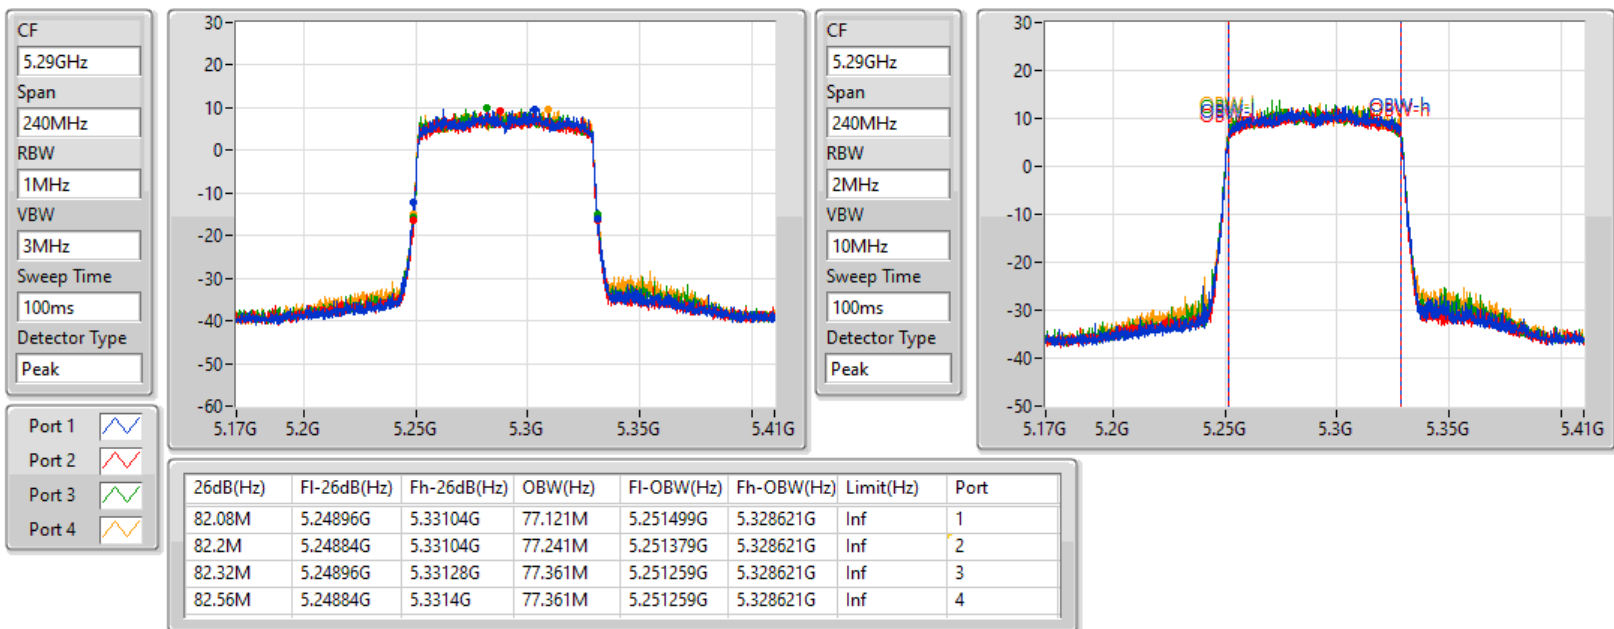 CF
5.29GHz
Span
240MHz
RBW
1MHz
VBW
3MHz
Sweep Time
100ms
Detector Type
Peak
Port 1
Port 2
Port 3
Port 4
30
20
10
0
-10
-20
-30
-40
-50
-60
5.17G 5.2G 5.25G 5.3G 5.35G 5.41G
CF
5.29GHz
Span
240MHz
RBW
2MHz
VBW
10MHz
Sweep Time
100ms
Detector Type
Peak
30
20
10
0
-10
-20
-30
-40
-50
OBW-h
5.17G 5.2G 5.25G 5.3G 5.35G 5.41G
26dB(Hz) Fl-26dB(Hz) Fh-26dB(Hz) OBW(Hz) Fl-OBW(Hz) Fh-OBW(Hz) Limit(Hz) Port
82.08M 5.24896G 5.33104G 77.121M 5.251499G 5.328621G Inf 1
82.2M 5.24884G 5.33104G 77.241M 5.251379G 5.328621G Inf 2
82.32M 5.24896G 5.33128G 77.361M 5.251259G 5.328621G Inf 3
82.56M 5.24884G 5.3314G 77.361M 5.251259G 5.328621G Inf 4